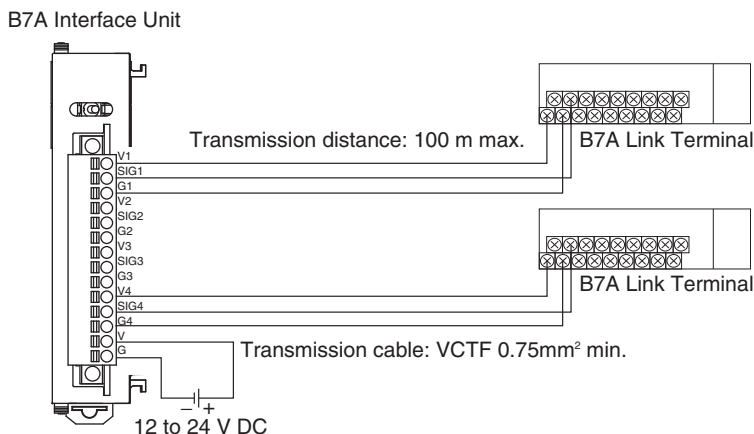 B7A Interface Unit
Transmission distance: 100 m max.
B7A Link Terminal
V1
SIG1
G1
V2
SIG2
G2
V3
SIG3
G3
V4
SIG4
G4
V
G
B7A Link Terminal
Transmission cable: VCTF 0.75mm² min.
− +
12 to 24 V DC